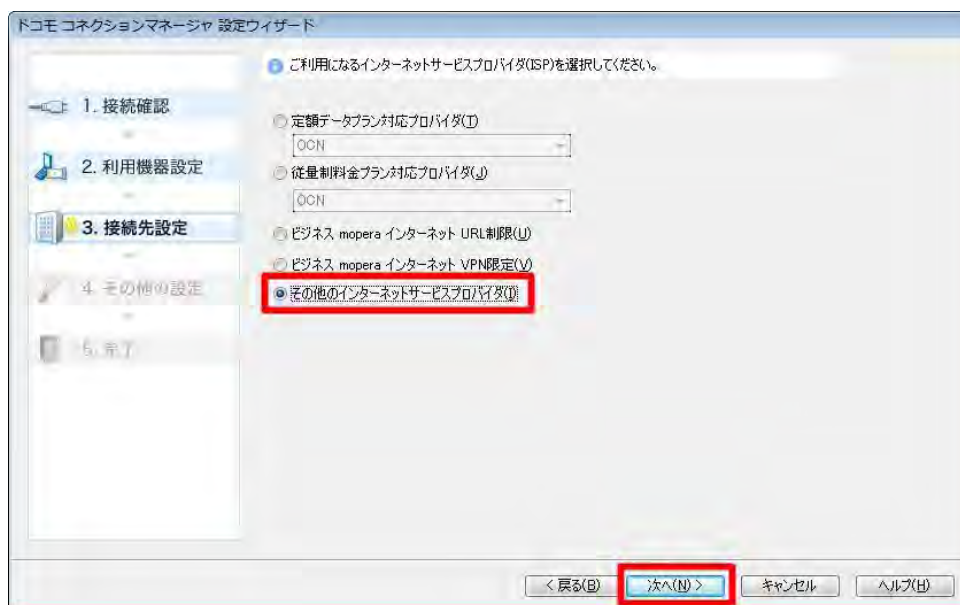 ドコモ コネクションマネージャ 設定ウィザード
ご利用になるインターネットサービスプロバイダ(ISP)を選択してください。
1. 接続確認
2. 利用機器設定
3. 接続先設定
4. その他の設定
5. 完了
定額データプラン対応プロバイダ(T)
OCN
従量制料金プラン対応プロバイダ(J)
OCN
ビジネス mopera インターネット URL制限(U)
ビジネス mopera インターネット VPN限定(V)
その他のインターネットサービスプロバイダ(I)
< 戻る(B)
次へ(N) >
キャンセル
ヘルプ(H)